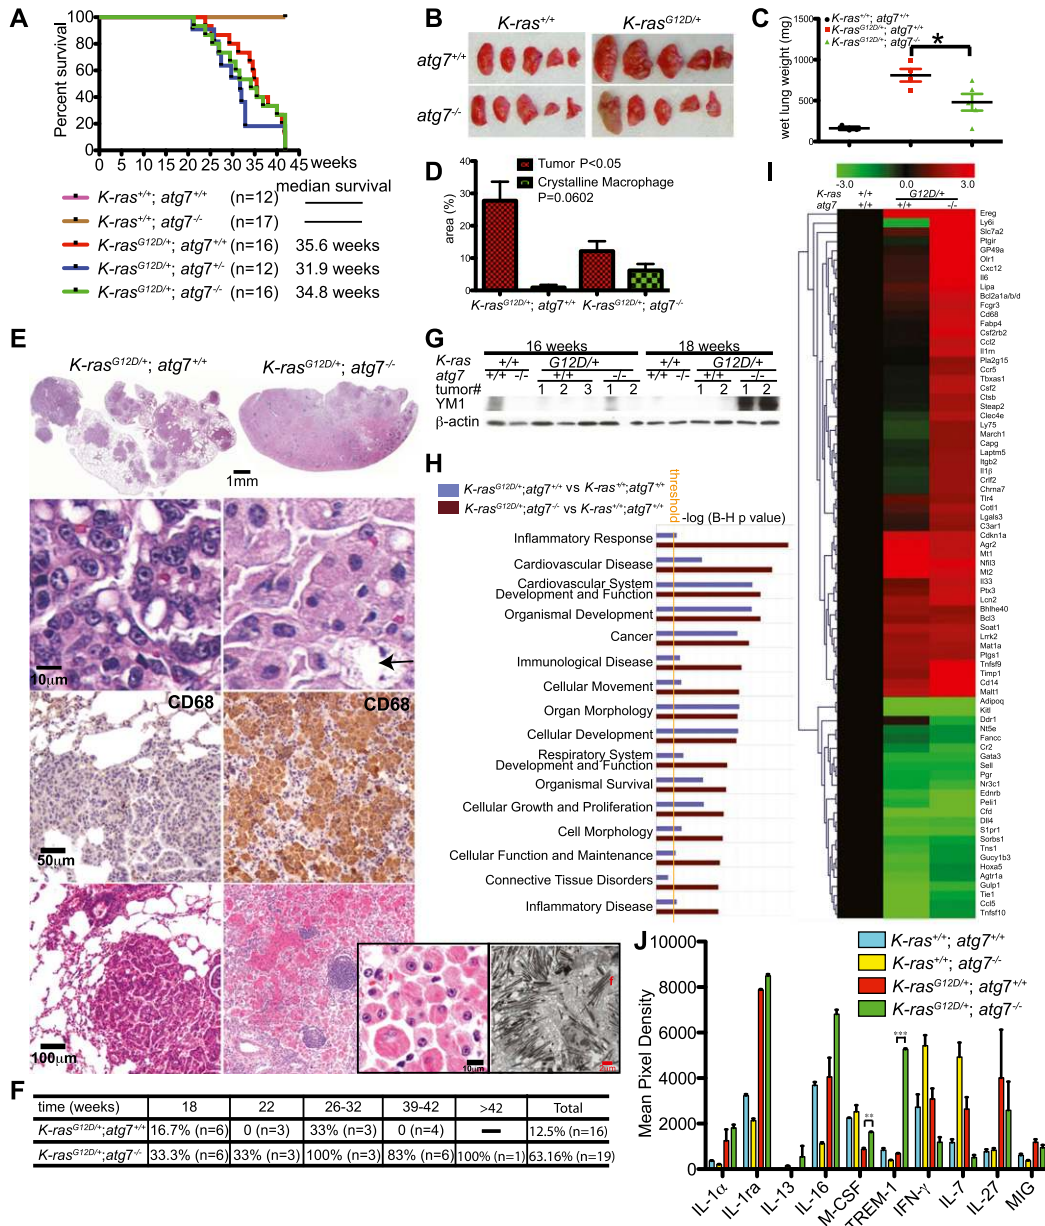 A
Percent survival
100
80
60
40
20
0
0 5 10 15 20 25 30 35 40 45 weeks
median survival
K-ras+/+; atg7+/+ (n=12)
K-ras+/+; atg7-/- (n=17)
K-rasG12D/+; atg7+/+ (n=16) 35.6 weeks
K-rasG12D/+; atg7+/- (n=12) 31.9 weeks
K-rasG12D/+; atg7-/- (n=16) 34.8 weeks
B
K-ras+/+ K-rasG12D/+
atg7+/+
atg7-/-
C
K-ras+/+; atg7+/+
K-rasG12D/+; atg7+/+
K-rasG12D/+; atg7-/-
wet lung weight (mg)
1500
1000
500
0
*
D
Tumor P<0.05
Crystalline Macrophage
P=0.0602
area (%)
40
30
20
10
0
K-rasG12D/+; atg7+/+ K-rasG12D/+; atg7-/-
E
K-rasG12D/+; atg7+/+ K-rasG12D/+; atg7-/-
1mm
10μm
CD68 CD68
50μm
100μm
10μm
f
2μm
F
time (weeks) 18 22 26-32 39-42 >42 Total
K-rasG12D/+;atg7+/+ 16.7% (n=6) 0 (n=3) 33% (n=3) 0 (n=4) — 12.5% (n=16)
K-rasG12D/+;atg7-/- 33.3% (n=6) 33% (n=3) 100% (n=3) 83% (n=6) 100% (n=1) 63.16% (n=19)
G
16 weeks 18 weeks
K-ras +/+ G12D/+ +/+ G12D/+
atg7 +/+ -/- +/+ -/- +/+ -/- +/+ -/-
tumor# 1 2 3 1 2 1 2 1 2
YM1
β-actin
H
K-rasG12D/+;atg7+/+ vs K-ras+/+;atg7+/+
K-rasG12D/+;atg7-/- vs K-ras+/+;atg7+/+
threshold
-log (B-H p value)
Inflammatory Response
Cardiovascular Disease
Cardiovascular System
Development and Function
Organismal Development
Cancer
Immunological Disease
Cellular Movement
Organ Morphology
Cellular Development
Respiratory System
Development and Function
Organismal Survival
Cellular Growth and Proliferation
Cell Morphology
Cellular Function and Maintenance
Connective Tissue Disorders
Inflammatory Disease
I
-3.0 0.0 3.0
K-ras +/+ G12D/+
atg7 +/+ +/+ -/-
Ereg
Ly6i
Slc7a2
Ptgir
GP49a
Olr1
Cxc12
Il6
Lipa
Bcl2a1a/b/d
Fcgr3
Cd68
Fabp4
Csf2rb2
Ccl2
Il1rn
Pla2g15
Ccr5
Tbxas1
Csf2
Ctsb
Steap2
Clec4e
Ly75
March1
Capg
Laptm5
Itgb2
Il1β
Crlf2
Chrna7
Tlr4
Cotl1
Lgals3
C3ar1
Cdkn1a
Agr2
Mt1
Nfil3
Mt2
Il33
Ptx3
Lcn2
Bhlhe40
Bcl3
Soat1
Lrrk2
Mat1a
Ptgs1
Tnfsf9
Timp1
Cd14
Malt1
Adipoq
Kitl
Ddr1
Nt5e
Fancc
Cr2
Gata3
Sell
Pgr
Nr3c1
Ednrb
Peli1
Cfd
Dll4
S1pr1
Sorbs1
Tns1
Gucy1b3
Hoxa5
Agtr1a
Gulp1
Tie1
Ccl5
Tnfsf10
J
Mean Pixel Density
10000
8000
6000
4000
2000
0
K-ras+/+; atg7+/+
K-ras+/+; atg7-/-
K-rasG12D/+; atg7+/+
K-rasG12D/+; atg7-/-
** ***
IL-1α IL-1ra IL-13 IL-16 M-CSF TREM-1 IFN-γ IL-7 IL-27 MIG